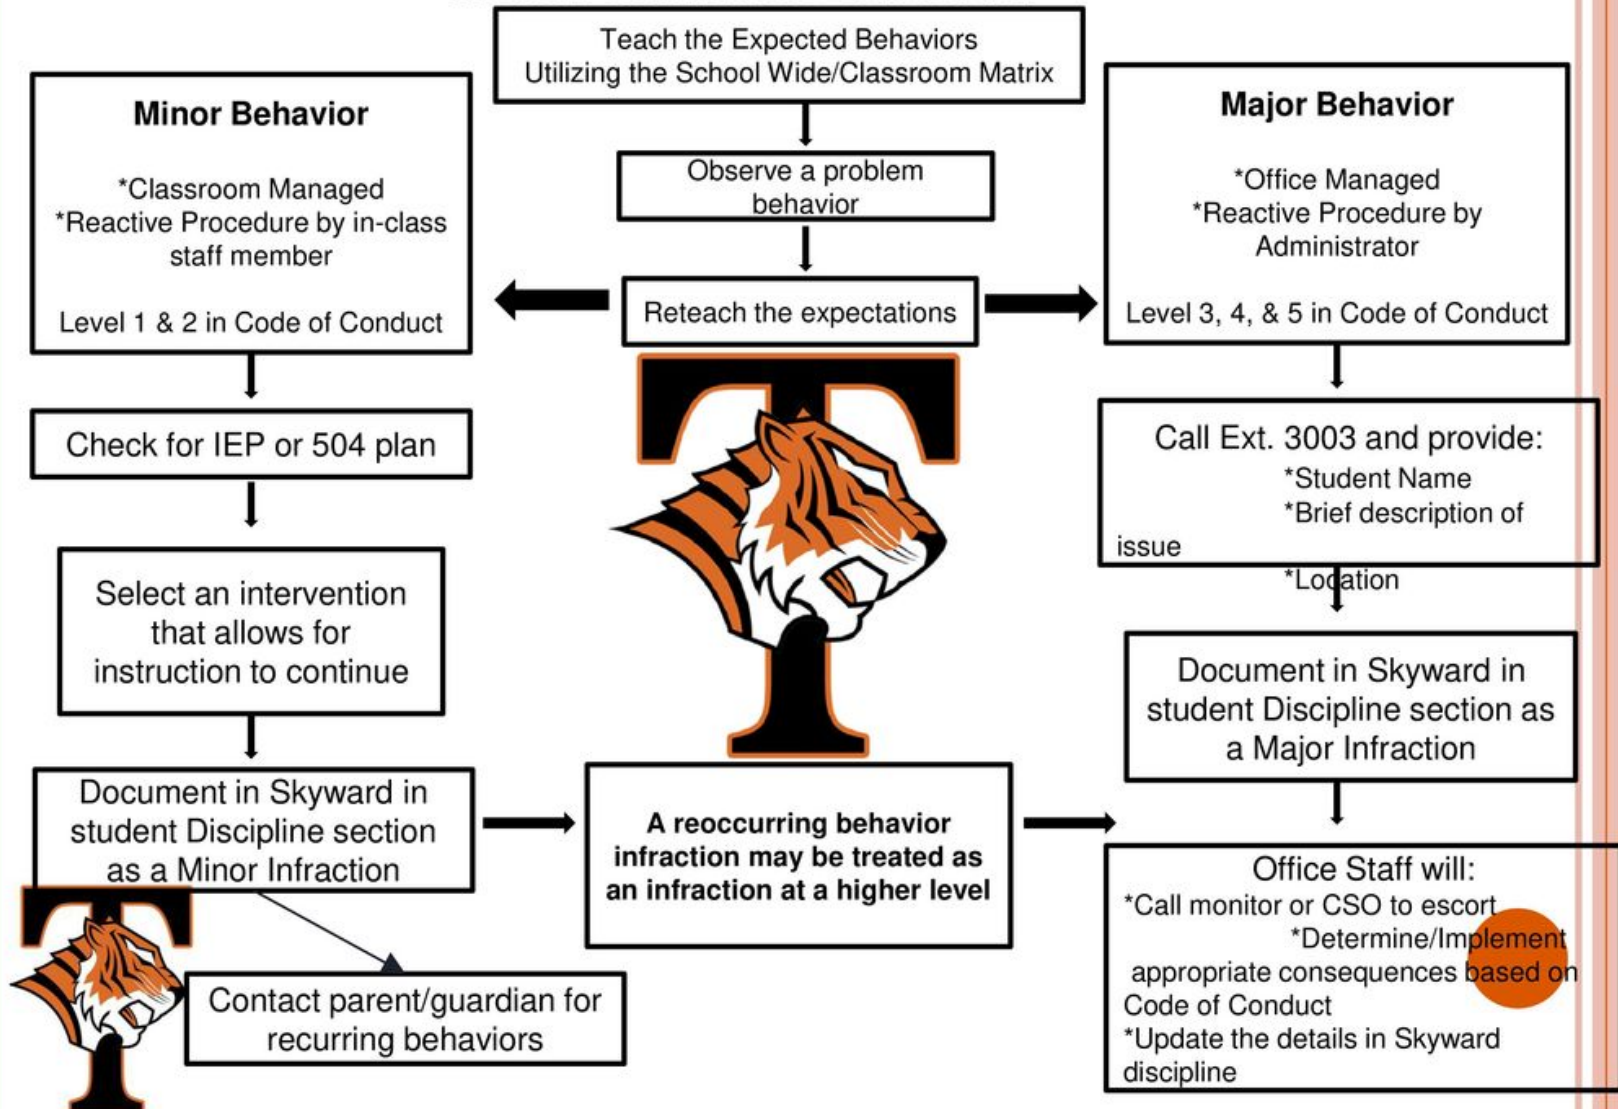 Teach the Expected Behaviors
Utilizing the School Wide/Classroom Matrix
Observe a problem
behavior
Reteach the expectations
Minor Behavior
*Classroom Managed
*Reactive Procedure by in-class
staff member
Level 1 & 2 in Code of Conduct
Check for IEP or 504 plan
Select an intervention
that allows for
instruction to continue
Document in Skyward in
student Discipline section
as a Minor Infraction
Contact parent/guardian for
recurring behaviors
A reoccurring behavior
infraction may be treated as
an infraction at a higher level
Major Behavior
*Office Managed
*Reactive Procedure by
Administrator
Level 3, 4, & 5 in Code of Conduct
Call Ext. 3003 and provide:
*Student Name
*Brief description of
issue
*Location
Document in Skyward in
student Discipline section as
a Major Infraction
Office Staff will:
*Call monitor or CSO to escort
*Determine/Implement
appropriate consequences based on
Code of Conduct
*Update the details in Skyward
discipline
T
T